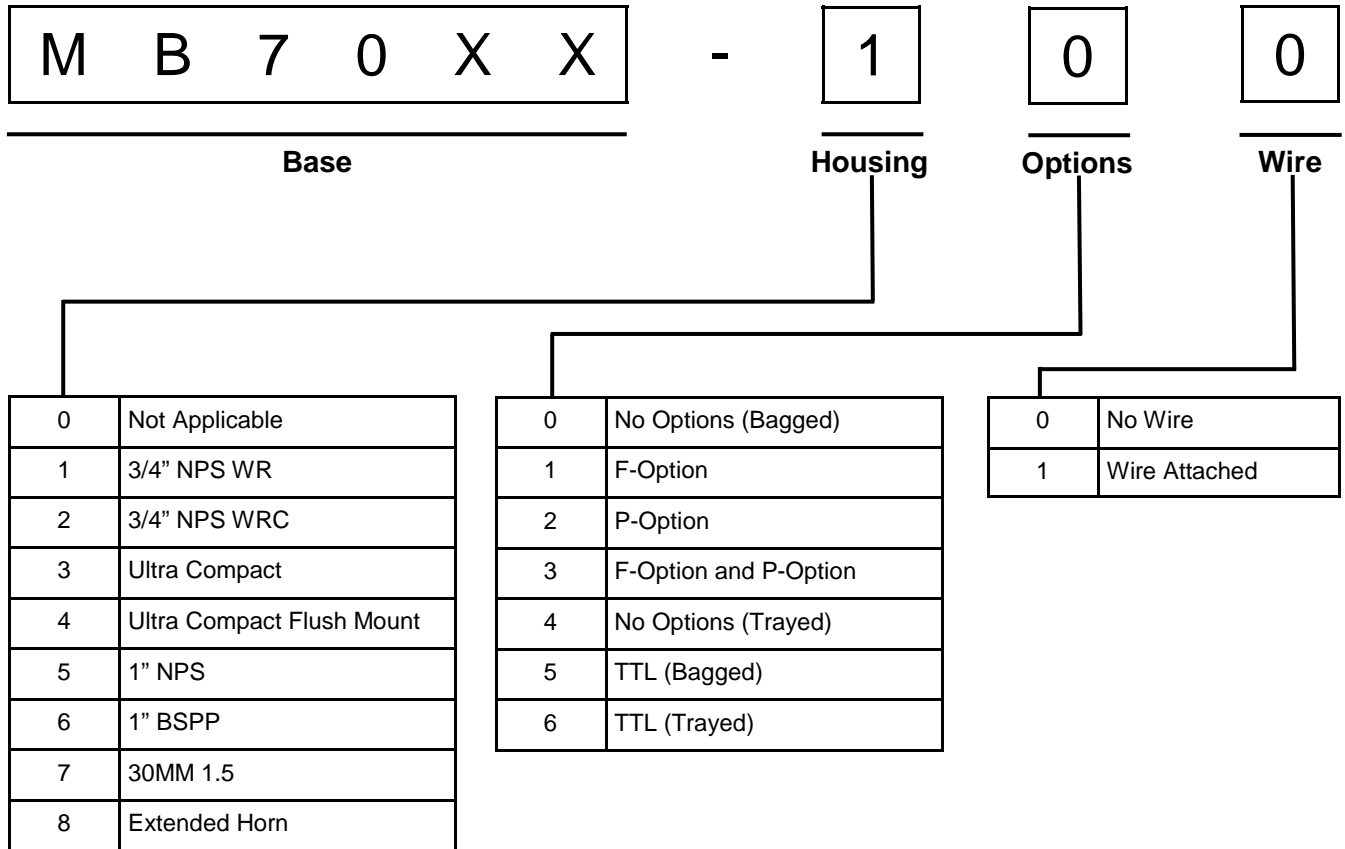 M B 7 0 X X - 1 0 0
Base Housing Options Wire
0 Not Applicable
1 3/4” NPS WR
2 3/4” NPS WRC
3 Ultra Compact
4 Ultra Compact Flush Mount
5 1” NPS
6 1” BSPP
7 30MM 1.5
8 Extended Horn
0 No Options (Bagged)
1 F-Option
2 P-Option
3 F-Option and P-Option
4 No Options (Trayed)
5 TTL (Bagged)
6 TTL (Trayed)
0 No Wire
1 Wire Attached